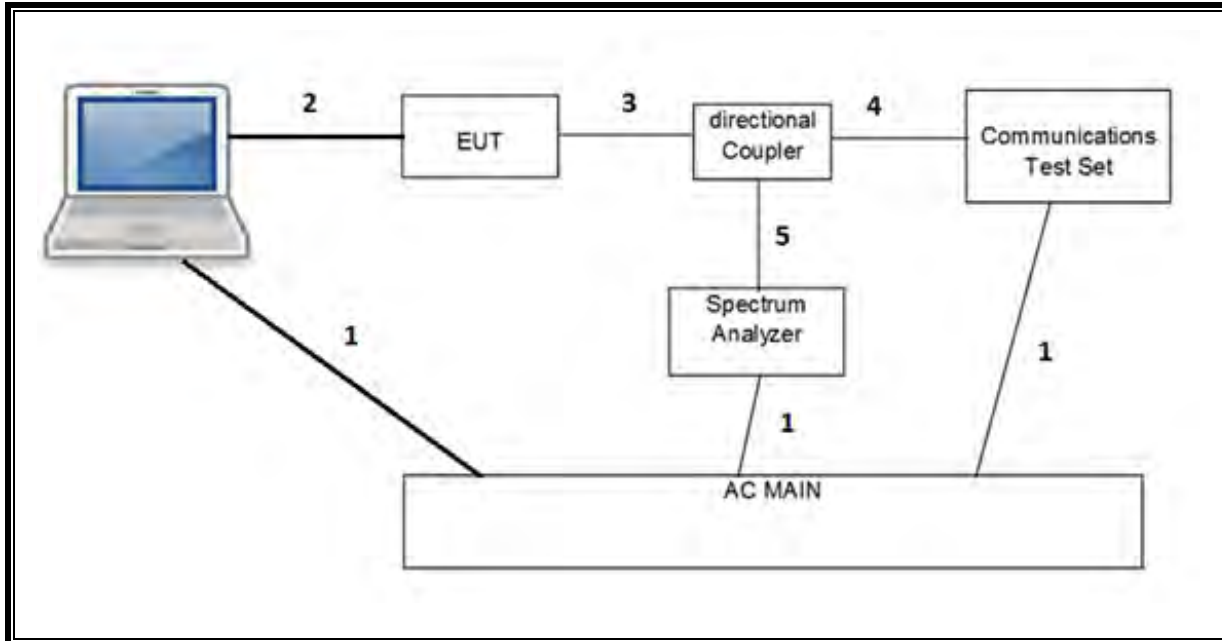 2
EUT
3
directional
Coupler
4
Communications
Test Set
5
Spectrum
Analyzer
1
1
1
AC MAIN